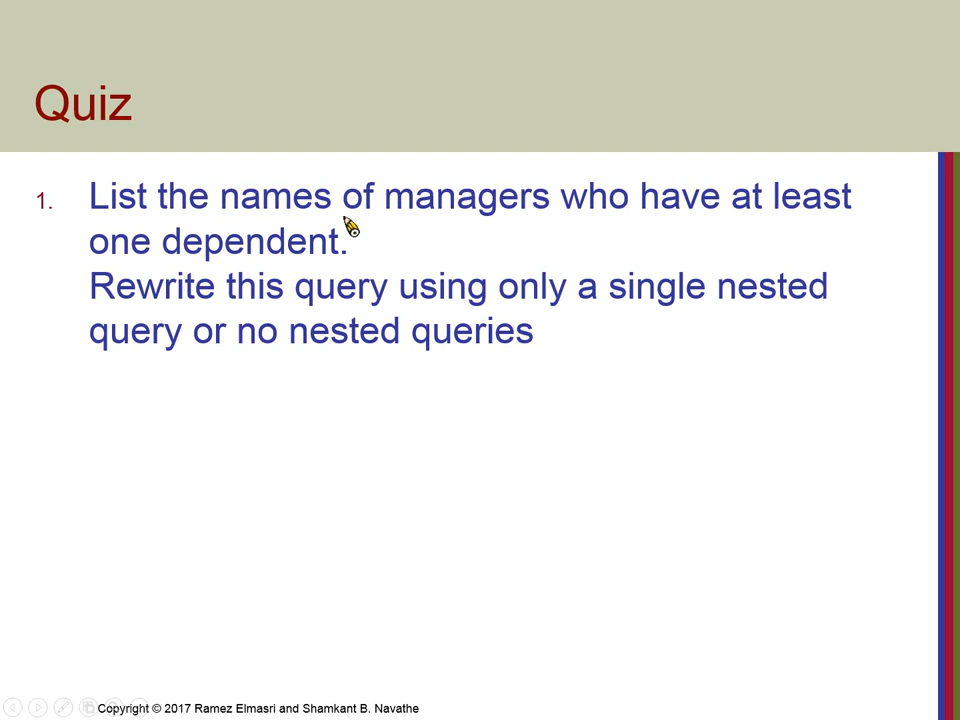 Quiz
1. List the names of managers who have at least
one dependent.
Rewrite this query using only a single nested
query or no nested queries
Copyright © 2017 Ramez Elmasri and Shamkant B. Navathe